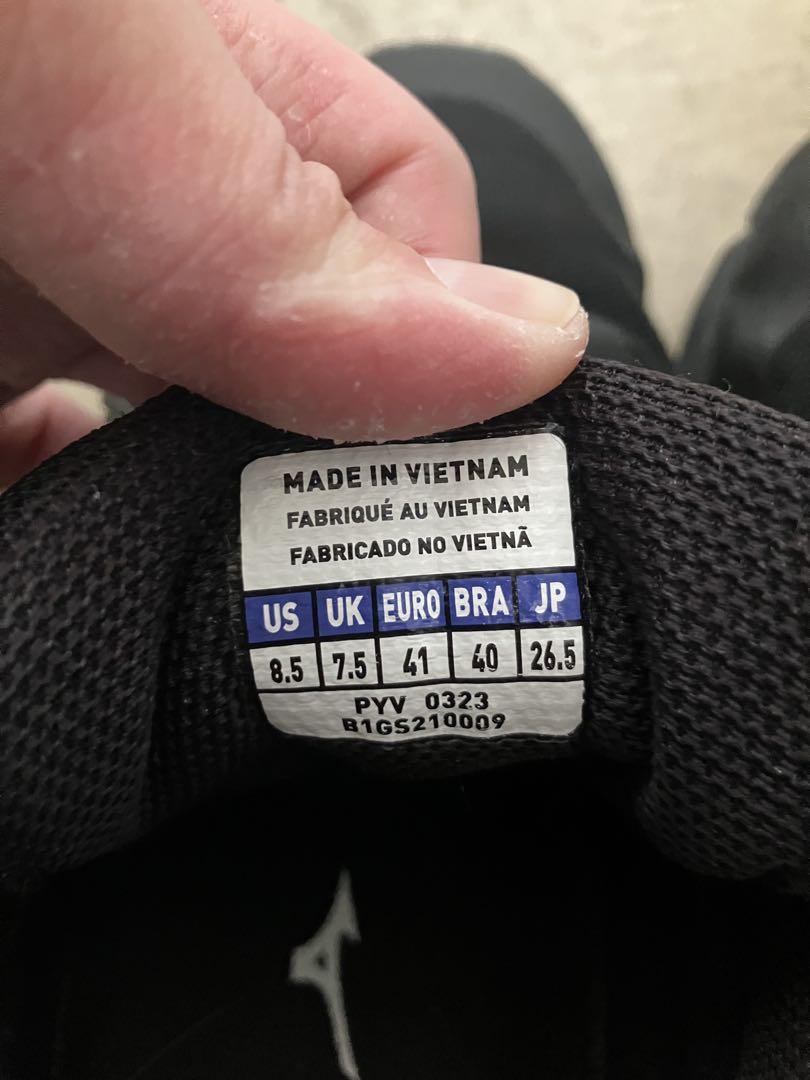 MADE IN VIETNAM
FABRIQUÉ AU VIETNAM
FABRICADO NO VIETNÃ
US UK EURO BRA JP
8.5 7.5 41 40 26.5
PYV 0323
B1GS210009